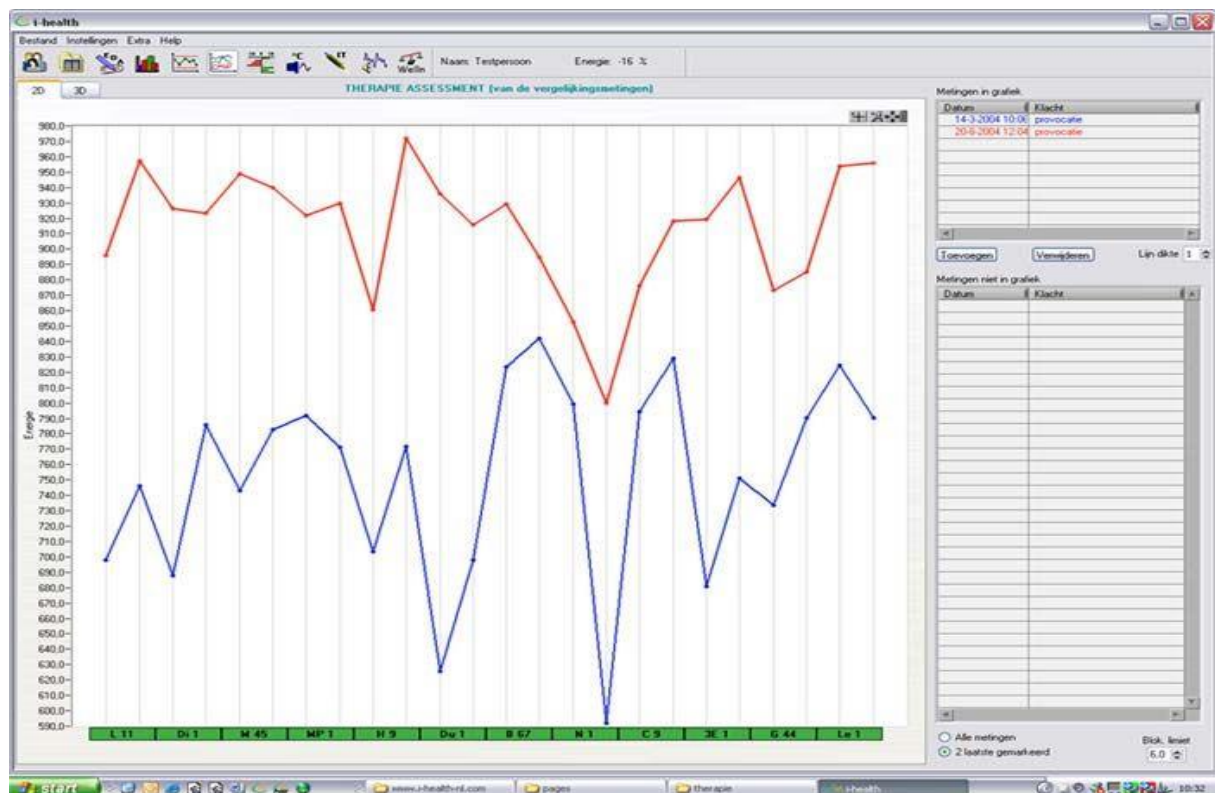 i-health
Bestand Instellingen Extra Help
Welln
Naam: Testpersoon
Energie: -16 %
2D
3D
THERAPIE ASSESSMENT (van de vergelijkingsmetingen)
980,0
970,0
960,0
950,0
940,0
930,0
920,0
910,0
900,0
890,0
880,0
870,0
860,0
850,0
840,0
830,0
820,0
810,0
800,0
790,0
780,0
770,0
760,0
750,0
740,0
730,0
720,0
710,0
700,0
690,0
680,0
670,0
660,0
650,0
640,0
630,0
620,0
610,0
600,0
590,0
Energie
L 11 Di 1 M 45 MP 1 H 9 Du 1 B 67 N 1 C 9 3E 1 G 44 Le 1
Metingen in grafiek
Datum Klacht
14-3-2004 10:06 provocatie
20-6-2004 12:04 provocatie
Toevoegen Verwijderen Lijn dikte 1
Metingen niet in grafiek
Datum Klacht
Alle metingen
2 laatste gemarkeerd
Blok. limiet
6.0
start
www.i-health-nl.com
pages
therapie
i-health
10:32